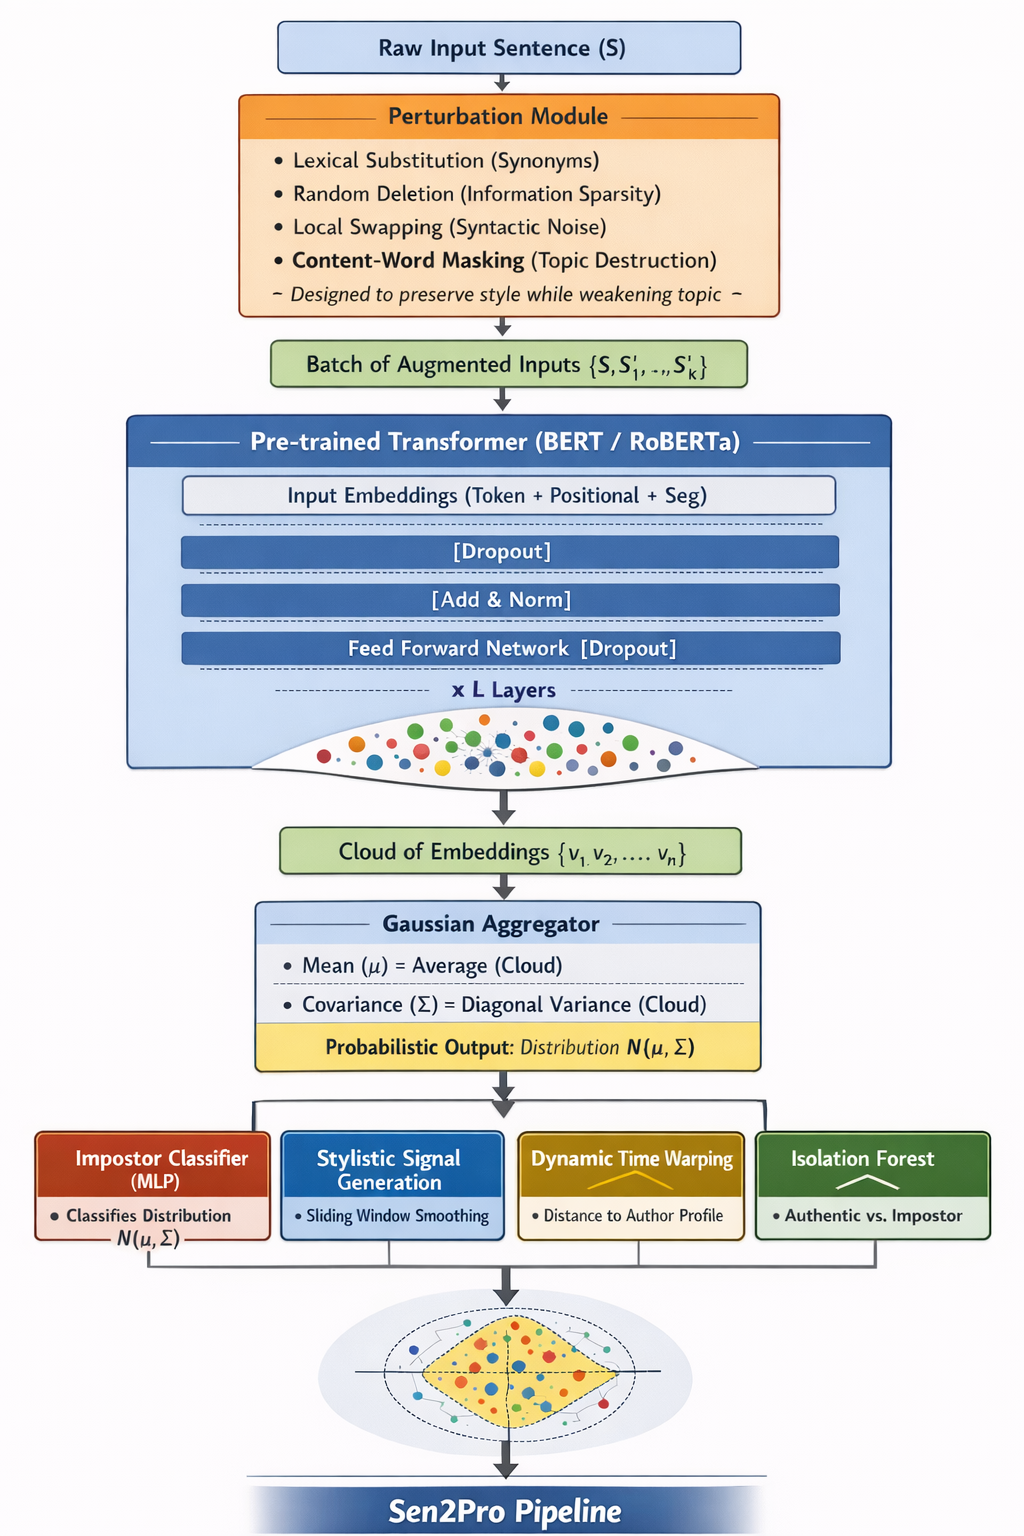 Raw Input Sentence (S)
Perturbation Module
• Lexical Substitution (Synonyms)
• Random Deletion (Information Sparsity)
• Local Swapping (Syntactic Noise)
• Content-Word Masking (Topic Destruction)
~ Designed to preserve style while weakening topic ~
Batch of Augmented Inputs {S, S'₁, ..., S'ₖ}
Pre-trained Transformer (BERT / RoBERTa)
Input Embeddings (Token + Positional + Seg)
[Dropout]
[Add & Norm]
Feed Forward Network [Dropout]
x L Layers
Cloud of Embeddings {v₁. v₂, .... vₙ}
Gaussian Aggregator
• Mean (μ) = Average (Cloud)
• Covariance (Σ) = Diagonal Variance (Cloud)
Probabilistic Output: Distribution N(μ, Σ)
Impostor Classifier
(MLP)
• Classifies Distribution
N(μ, Σ)
Stylistic Signal
Generation
• Sliding Window Smoothing
Dynamic Time Warping
• Distance to Author Profile
Isolation Forest
• Authentic vs. Impostor
Sen2Pro Pipeline